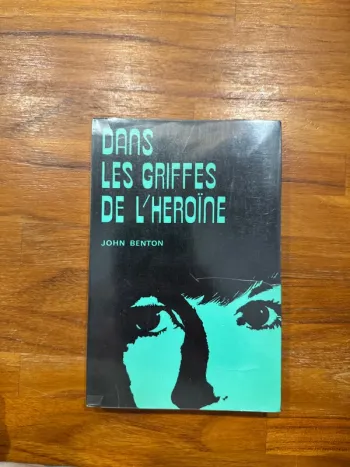 DANS
LES GRIFFES
DE L'HEROÏNE
JOHN BENTON